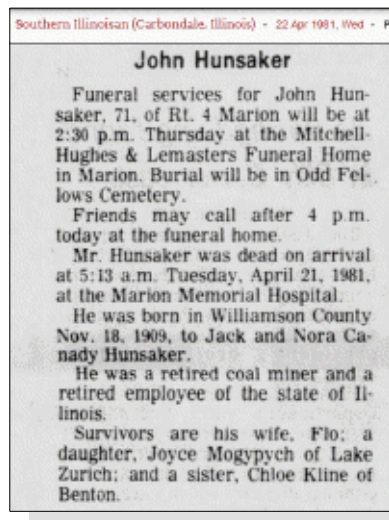 Southern Illinoisan (Carbondale, Illinois) - 22 Apr 1981, Wed - P
John Hunsaker
Funeral services for John Hun-
saker, 71, of Rt. 4 Marion will be at
2:30 p.m. Thursday at the Mitchell-
Hughes & Lemasters Funeral Home
in Marion. Burial will be in Odd Fel-
lows Cemetery.
Friends may call after 4 p.m.
today at the funeral home.
Mr. Hunsaker was dead on arrival
at 5:13 a.m. Tuesday, April 21, 1981,
at the Marion Memorial Hospital.
He was born in Williamson County
Nov. 18, 1909, to Jack and Nora Ca-
nady Hunsaker.
He was a retired coal miner and a
retired employee of the state of Il-
linois.
Survivors are his wife, Flo; a
daughter, Joyce Mogypych of Lake
Zurich; and a sister, Chloe Kline of
Benton.